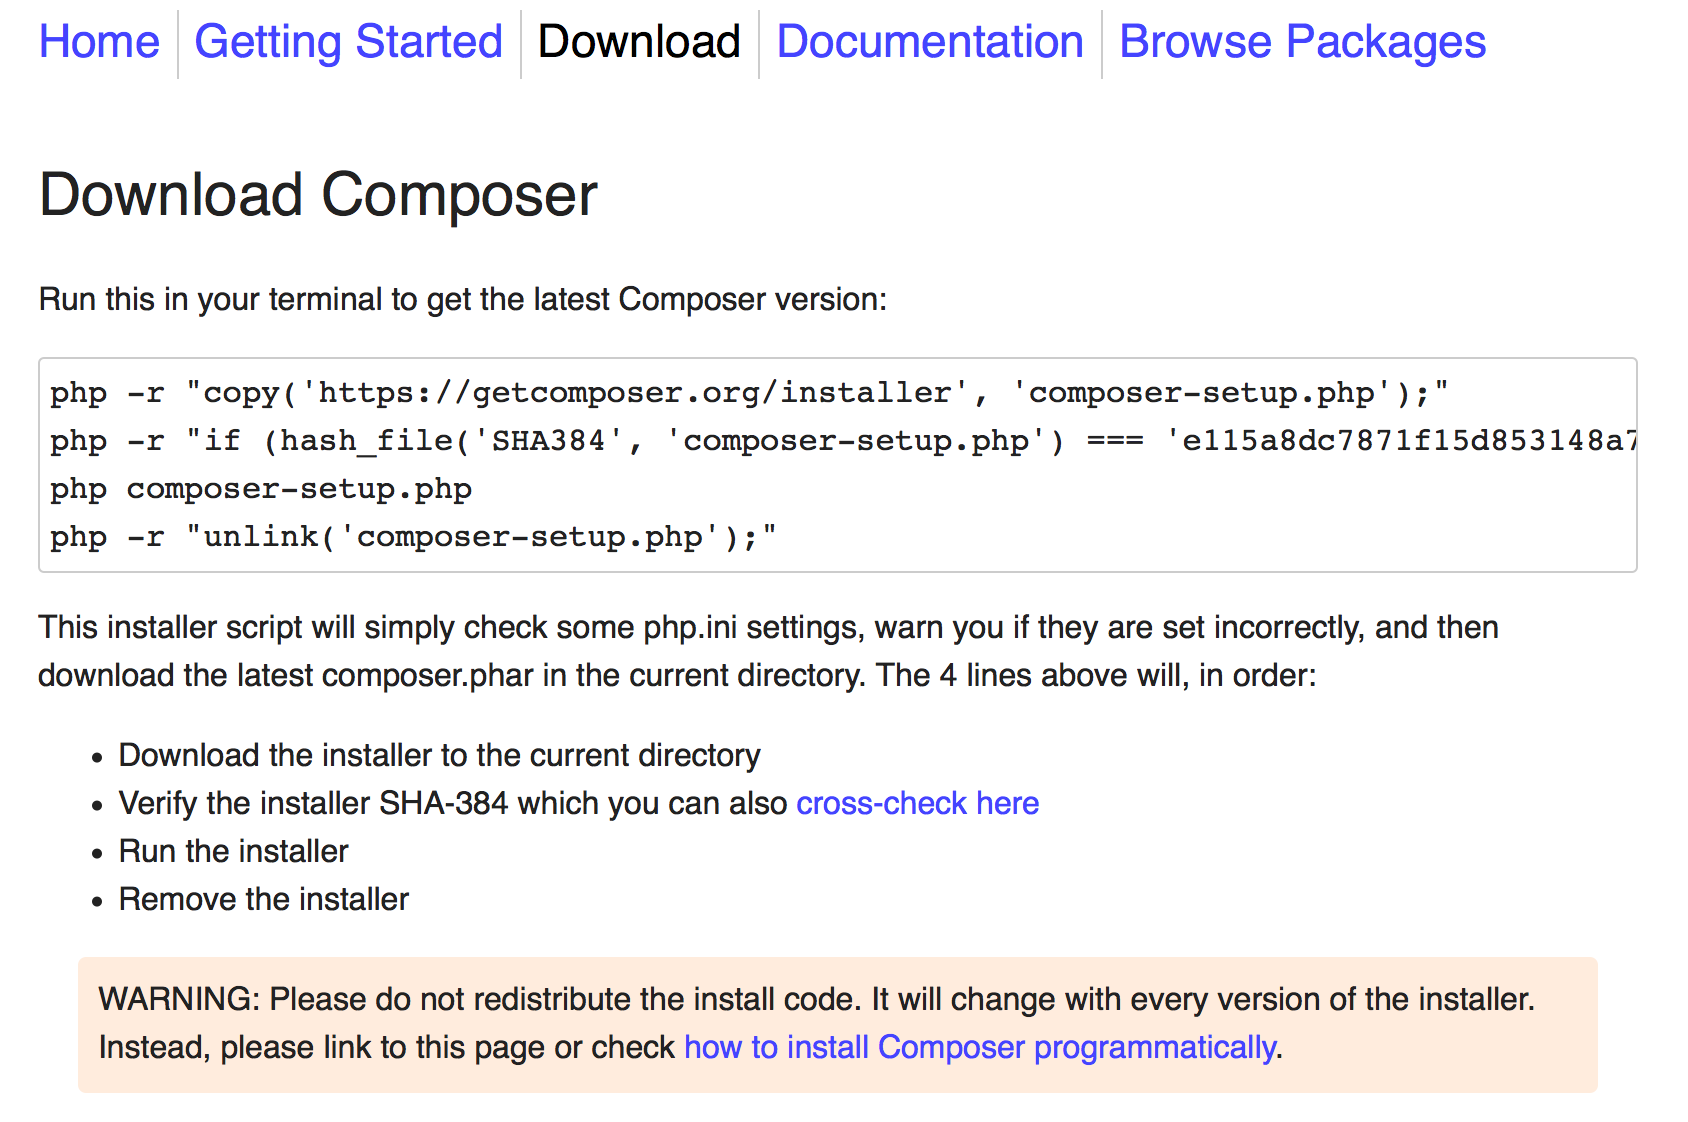 Home Getting Started Download Documentation Browse Packages
Download Composer
Run this in your terminal to get the latest Composer version:
php -r "copy('https://getcomposer.org/installer', 'composer-setup.php');"
php -r "if (hash_file('SHA384', 'composer-setup.php') === 'e115a8dc7871f15d853148a7
php composer-setup.php
php -r "unlink('composer-setup.php');"
This installer script will simply check some php.ini settings, warn you if they are set incorrectly, and then
download the latest composer.phar in the current directory. The 4 lines above will, in order:
• Download the installer to the current directory
• Verify the installer SHA-384 which you can also cross-check here
• Run the installer
• Remove the installer
WARNING: Please do not redistribute the install code. It will change with every version of the installer.
Instead, please link to this page or check how to install Composer programmatically.